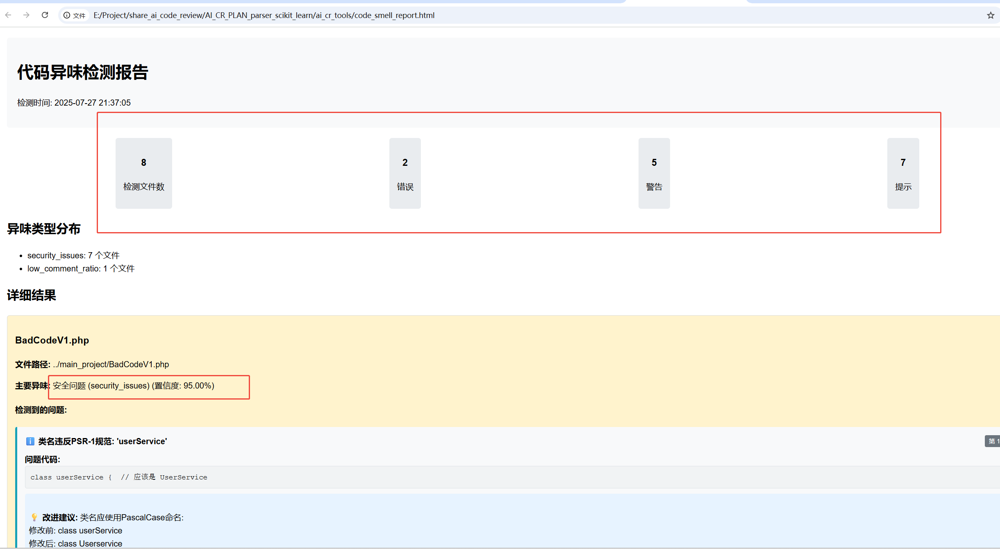 文件 E:/Project/share_ai_code_review/AI_CR_PLAN_parser_scikit_learn/ai_cr_tools/code_smell_report.html
代码异味检测报告
检测时间: 2025-07-27 21:37:05
8 2 5 7
检测文件数 错误 警告 提示
异味类型分布
• security_issues: 7 个文件
• low_comment_ratio: 1 个文件
详细结果
BadCodeV1.php
文件路径: ../main_project/BadCodeV1.php
主要异味: 安全问题 (security_issues) (置信度: 95.00%)
检测到的问题:
类名违反PSR-1规范: 'userService' 第 1
问题代码:
class userService {  // 应该是 UserService
改进建议: 类名应使用PascalCase命名:
修改前: class userService
修改后: class Userservice